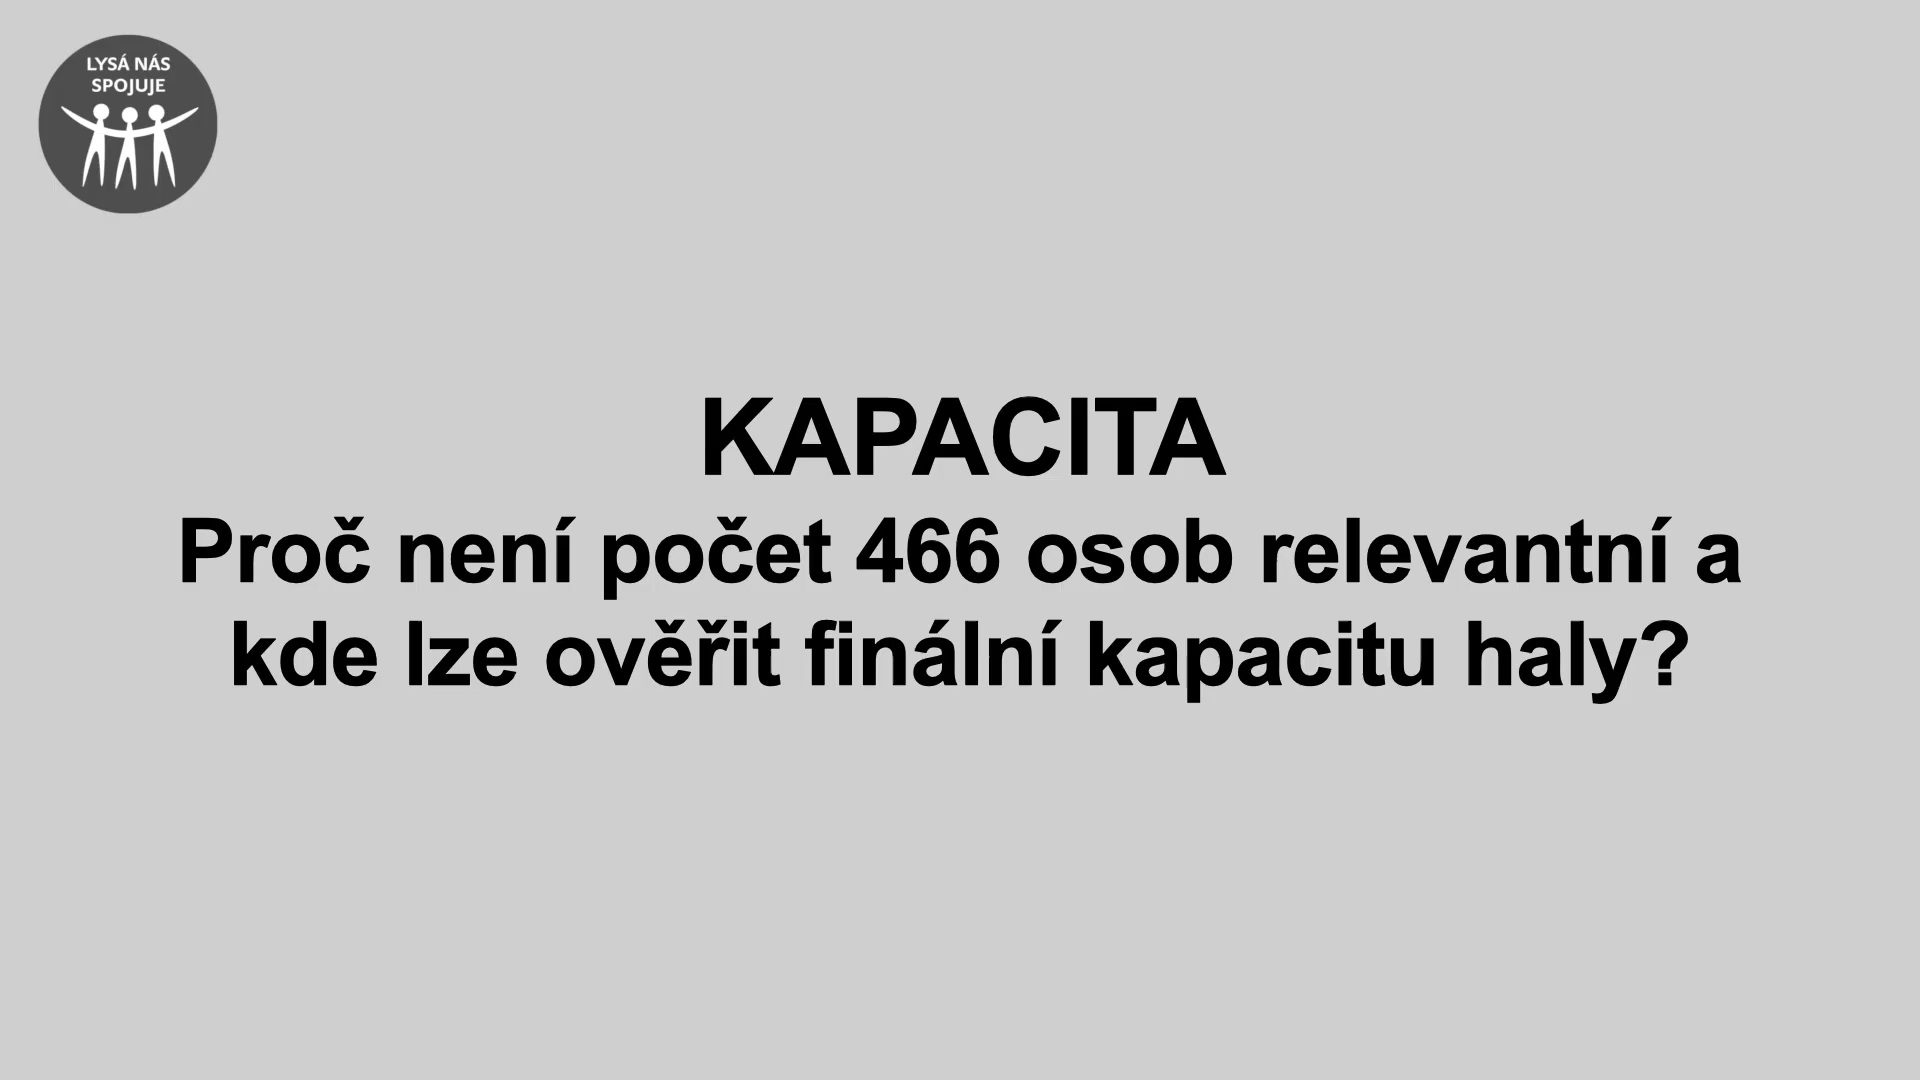 LYSÁ NÁS
SPOJUJE
KAPACITA
Proč není počet 466 osob relevantní a
kde lze ověřit finální kapacitu haly?